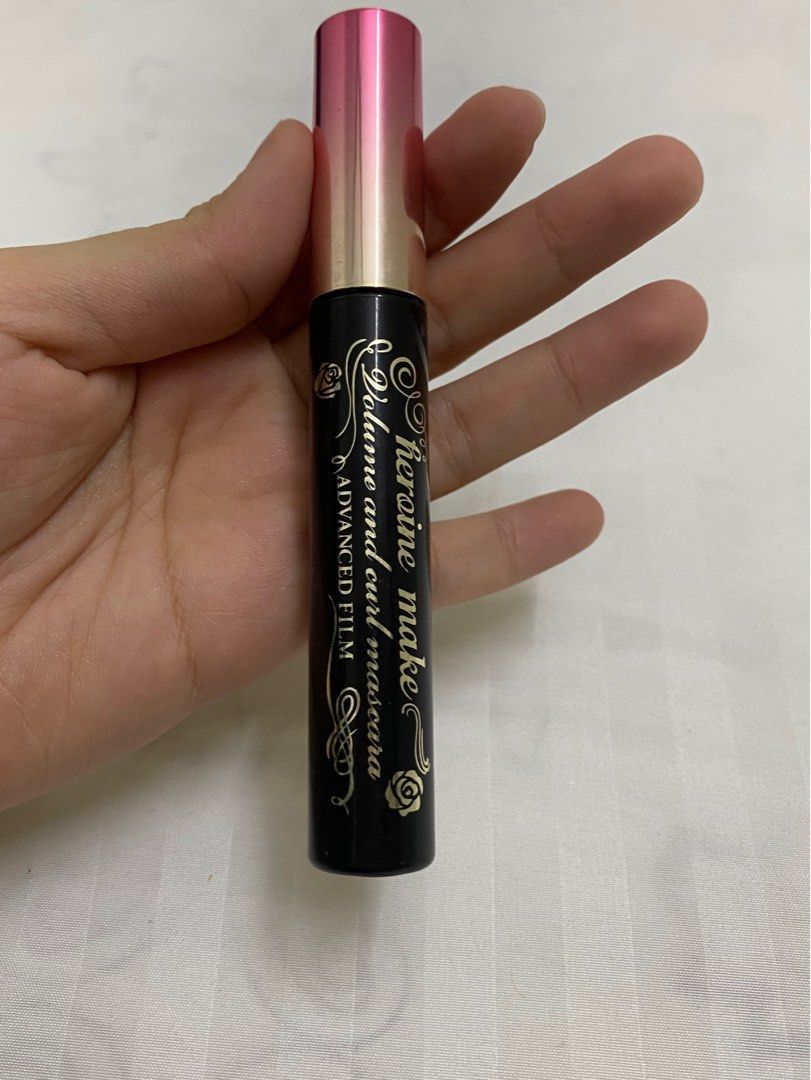 heroine make
Volume and curl mascara
ADVANCED FILM